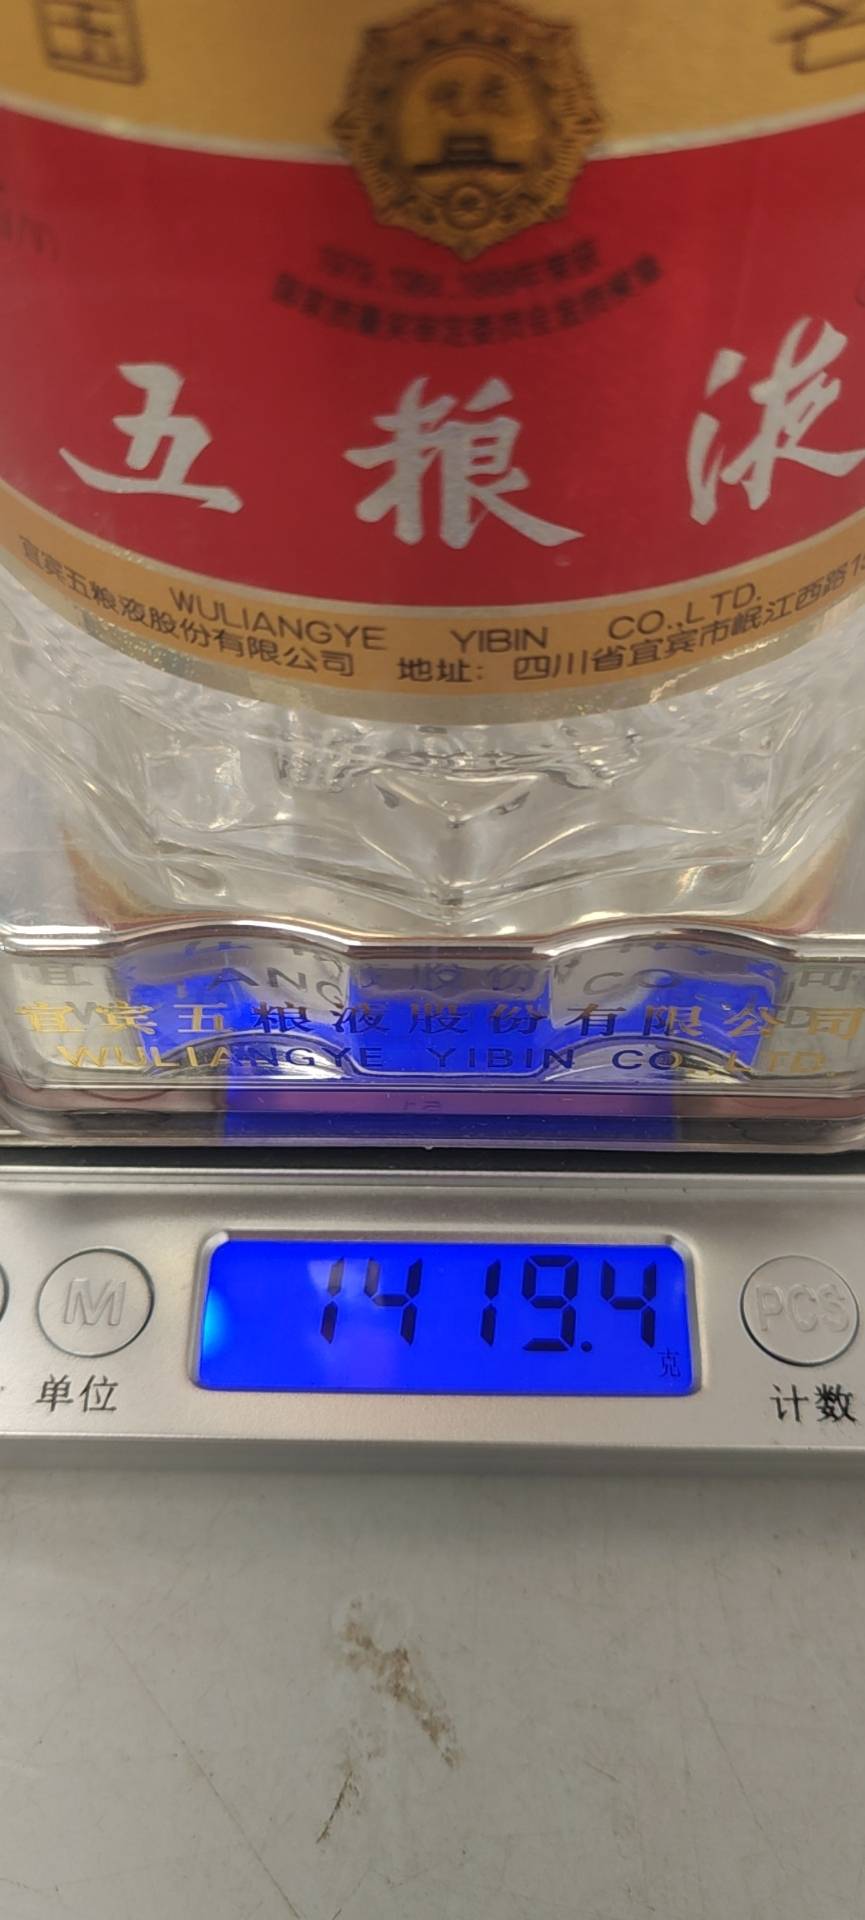 五 粮 液
WULIANGYE YIBIN CO.,LTD.
宜宾五粮液股份有限公司 地址：四川省宜宾市岷江西路
宜宾五粮液股份有限公司
WULIANGYE YIBIN CO.,LTD.
1419.4
克
M
PCS
单位
计数